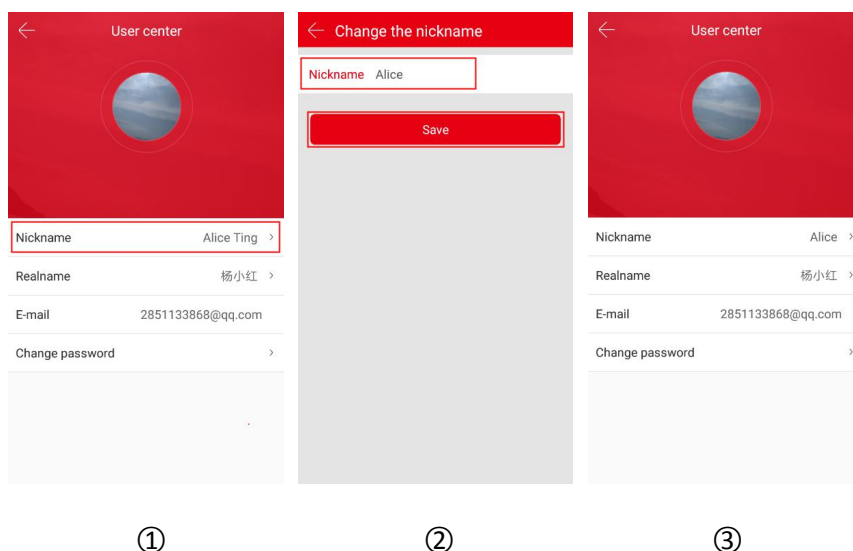 User center
Nickname Alice Ting
Realname 杨小红
E-mail 2851133868@qq.com
Change password
①
Change the nickname
Nickname Alice
Save
②
User center
Nickname Alice
Realname 杨小红
E-mail 2851133868@qq.com
Change password
③